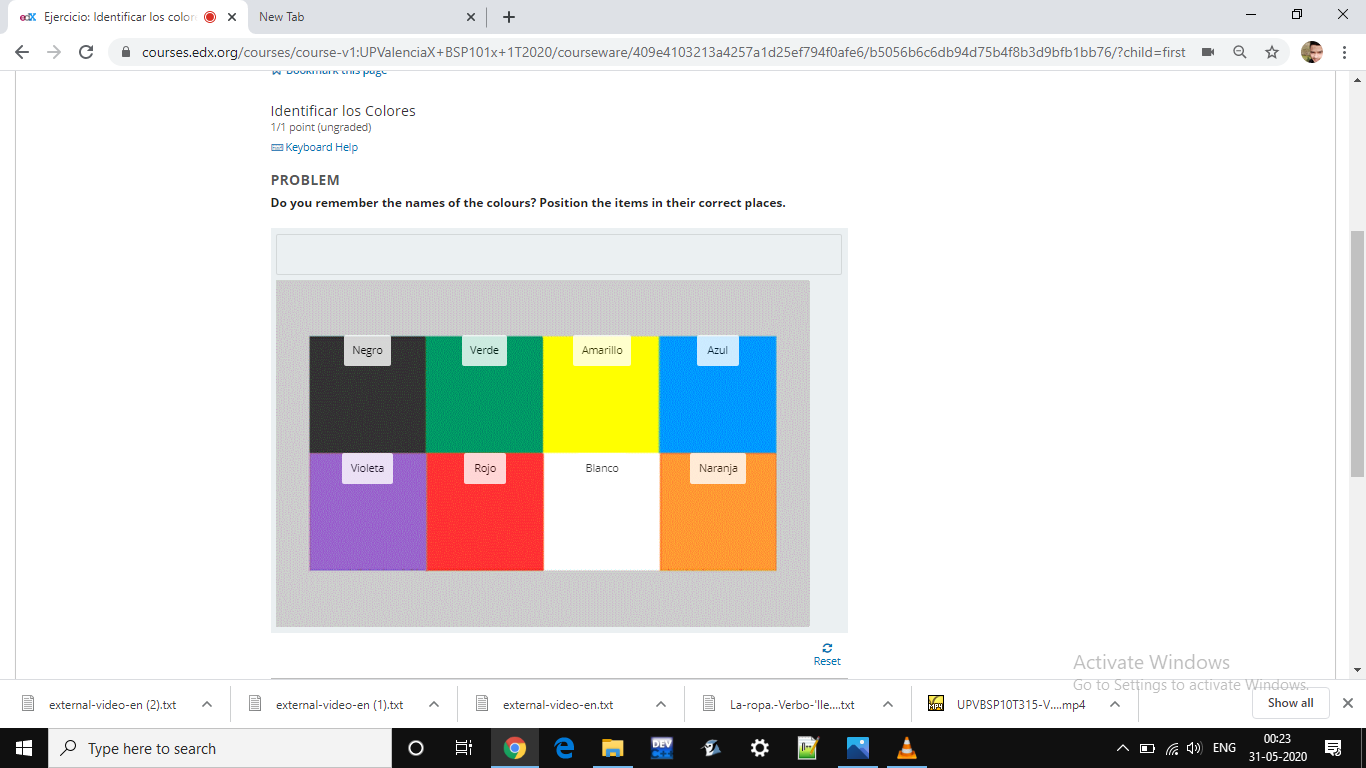 edX Ejercicio: Identificar los color
New Tab
courses.edx.org/courses/course-v1:UPValenciaX+BSP101x+1T2020/courseware/409e4103213a4257a1d25ef794f0afe6/b5056b6c6db94d75b4f8b3d9bfb1bb76/?child=first
Bookmark this page
Identificar los Colores
1/1 point (ungraded)
Keyboard Help
PROBLEM
Do you remember the names of the colours? Position the items in their correct places.
Negro Verde Amarillo Azul
Violeta Rojo Blanco Naranja
Reset
Activate Windows
Go to Settings to activate Windows.
external-video-en (2).txt external-video-en (1).txt external-video-en.txt La-ropa.-Verbo-'lle....txt UPVBSP10T315-V....mp4 Show all
Type here to search
DEV
ENG
00:23
31-05-2020